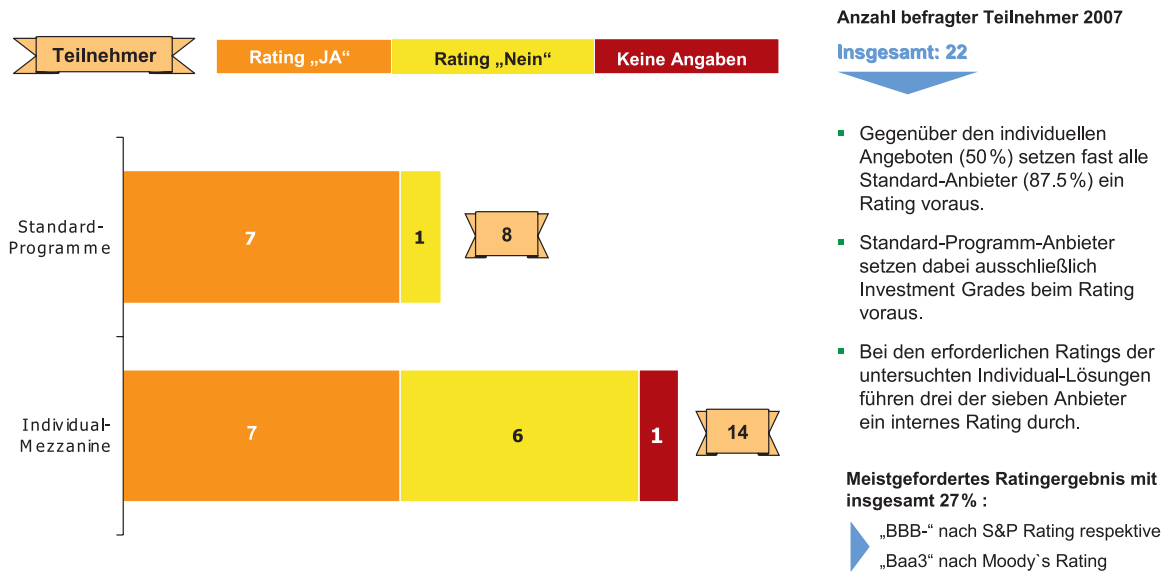 Teilnehmer
Rating „JA“
Rating „Nein“
Keine Angaben
Standard-
Programme
7
1
8
Individual-
Mezzanine
7
6
1
14
Anzahl befragter Teilnehmer 2007
Insgesamt: 22
Gegenüber den individuellen
Angeboten (50%) setzen fast alle
Standard-Anbieter (87.5%) ein
Rating voraus.
Standard-Programm-Anbieter
setzen dabei ausschließlich
Investment Grades beim Rating
voraus.
Bei den erforderlichen Ratings der
untersuchten Individual-Lösungen
führen drei der sieben Anbieter
ein internes Rating durch.
Meistgefordertes Ratingergebnis mit
insgesamt 27% :
„BBB-“ nach S&P Rating respektive
„Baa3“ nach Moody`s Rating